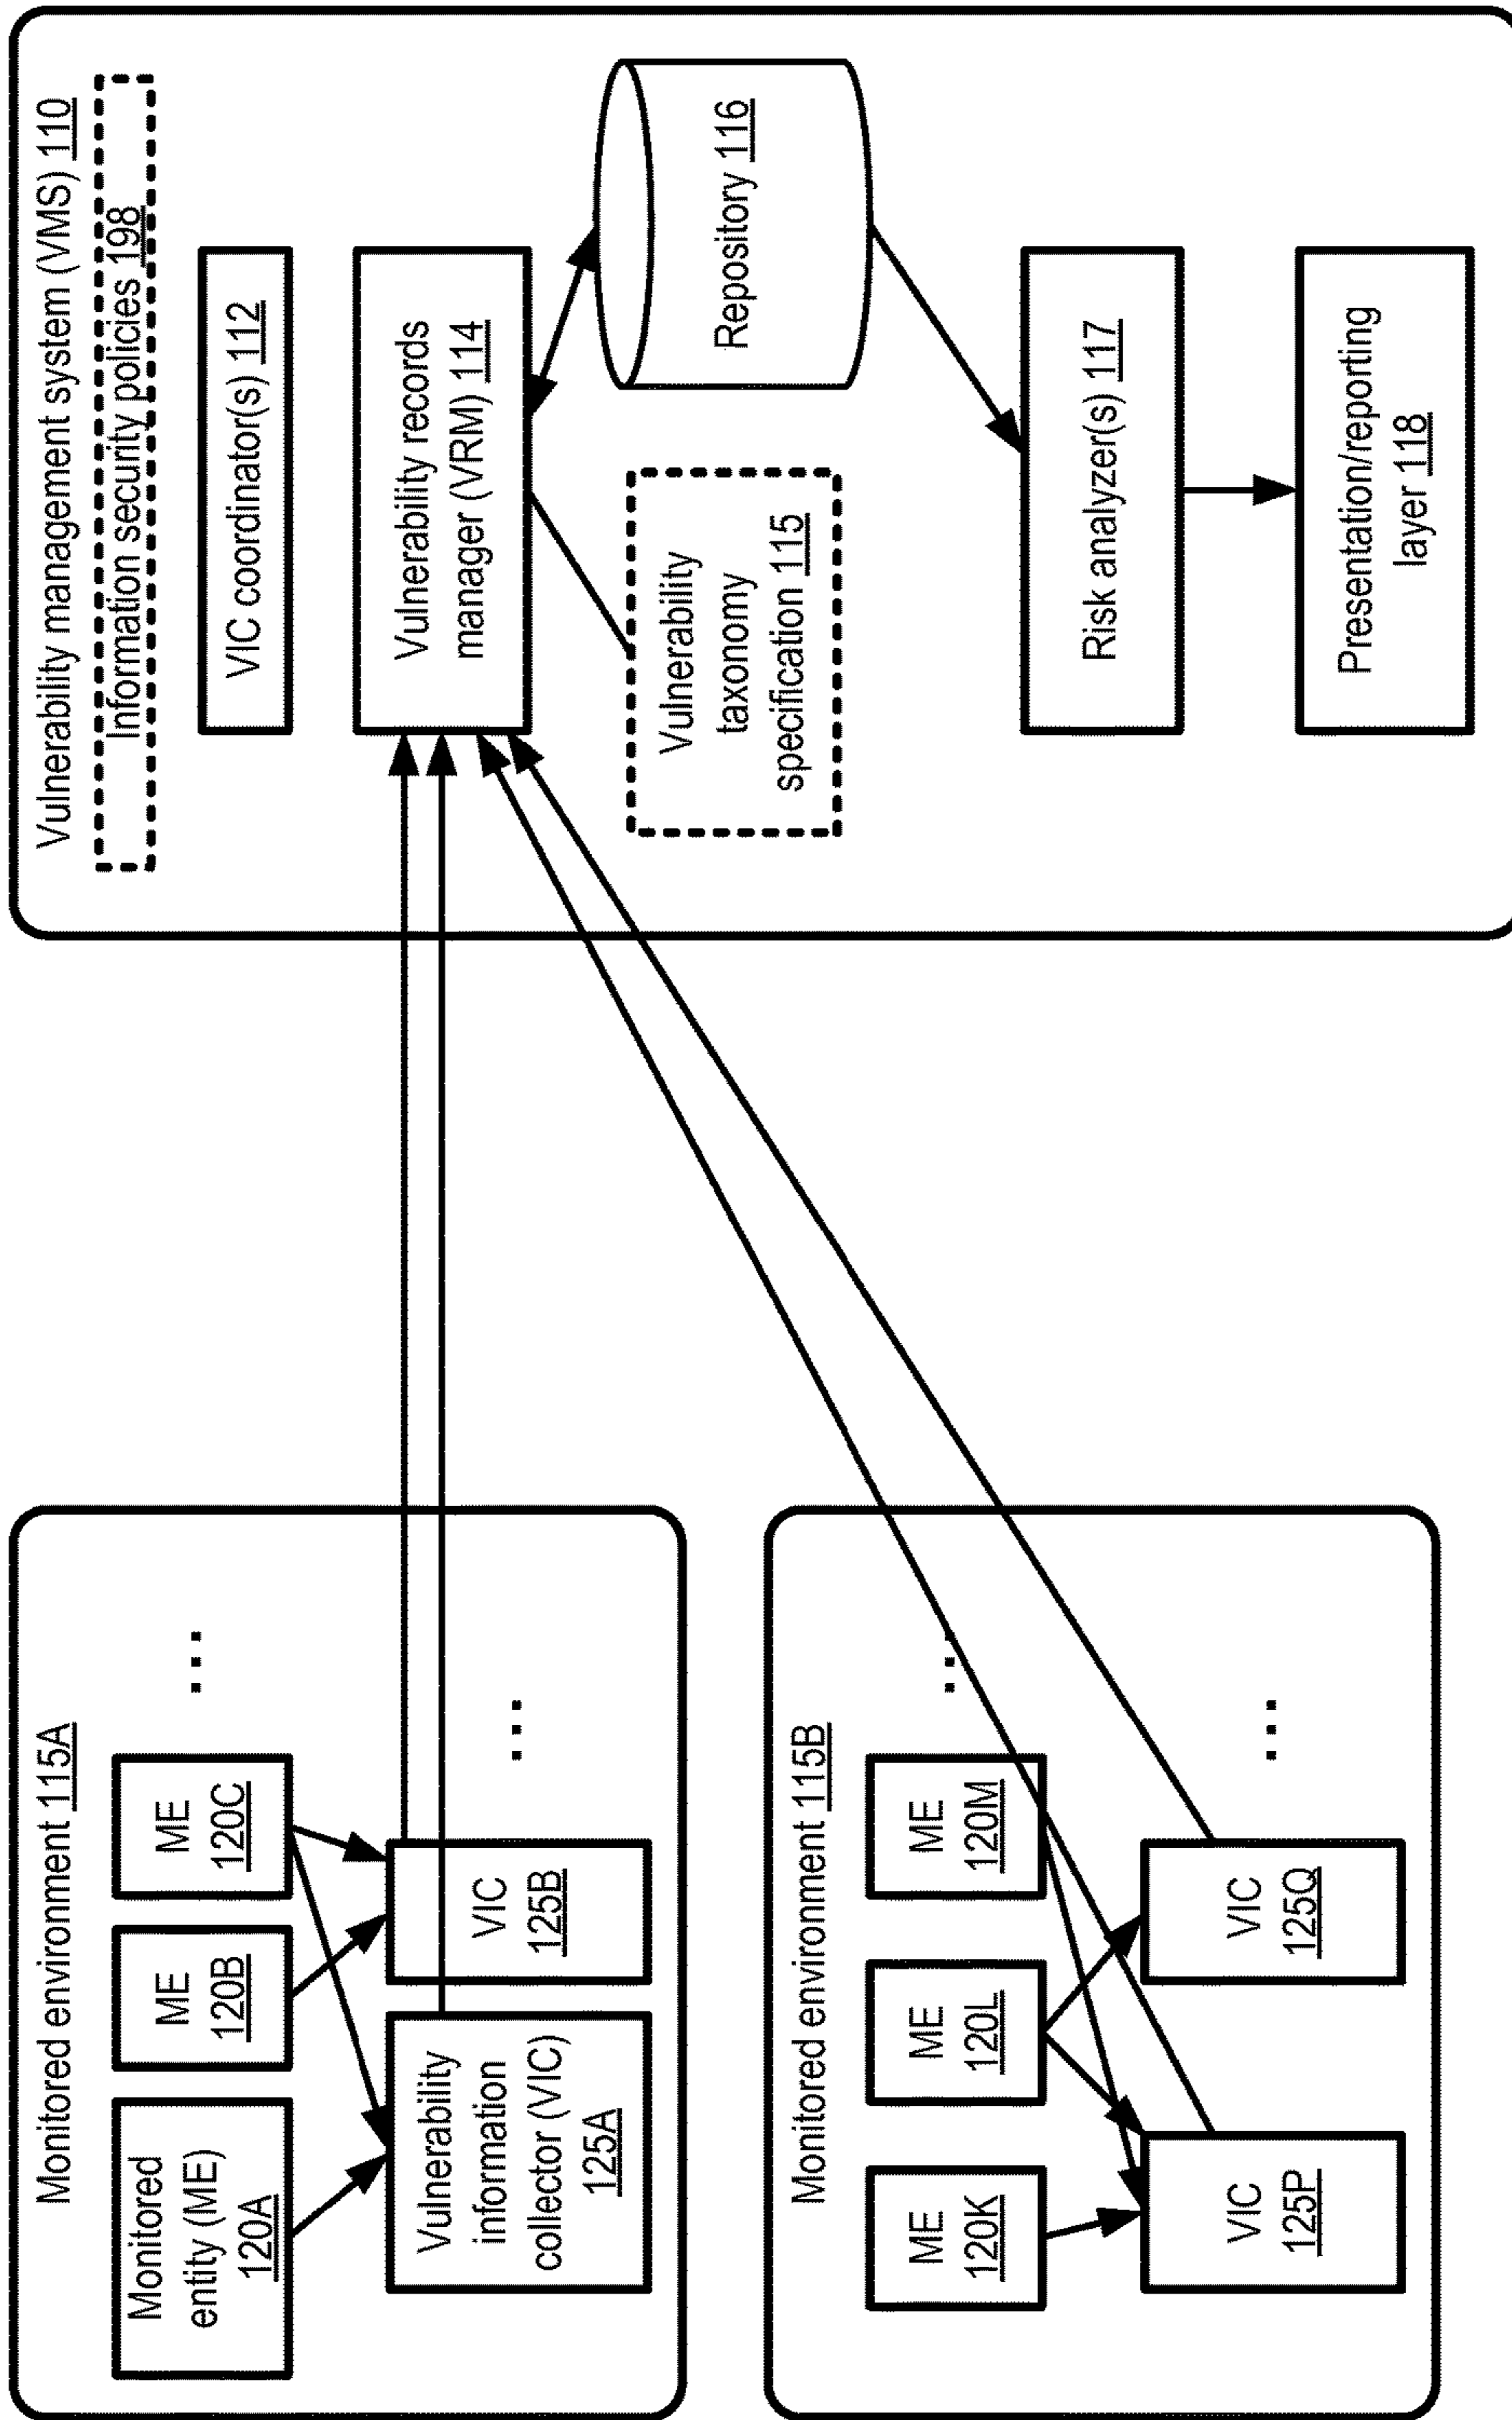 Monitored environment 115A
Monitored
entity (ME)
120A
ME
120B
ME
120C
...
Vulnerability
information
collector (VIC)
125A
VIC
125B
...
Monitored environment 115B
ME
120K
ME
120L
ME
120M
...
VIC
125P
VIC
125Q
...
Vulnerability management system (VMS) 110
Information security policies 198
VIC coordinator(s) 112
Vulnerability records
manager (VRM) 114
Vulnerability
taxonomy
specification 115
Repository 116
Risk analyzer(s) 117
Presentation/reporting
layer 118